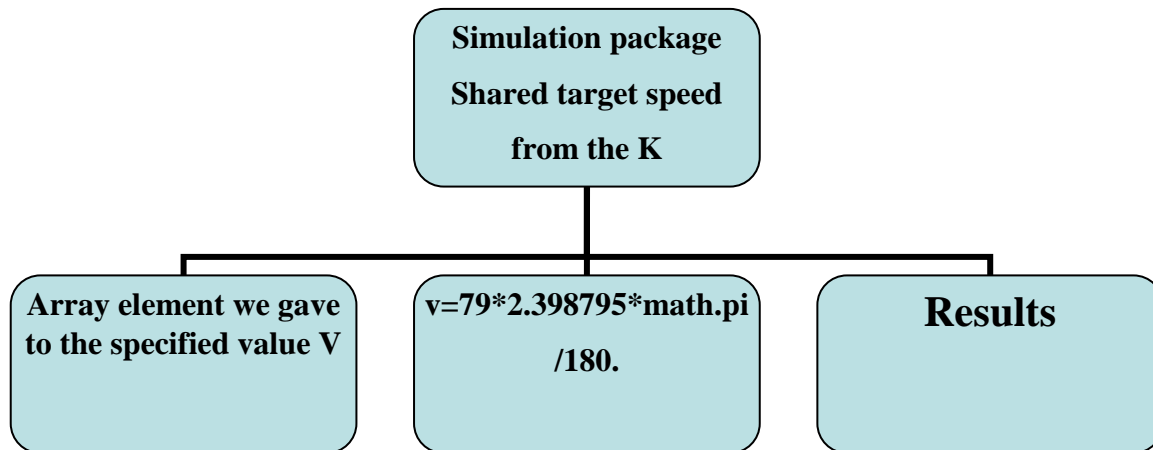 Simulation package
Shared target speed
from the K
Array element we gave
to the specified value V
v=79*2.398795*math.pi
/180.
Results